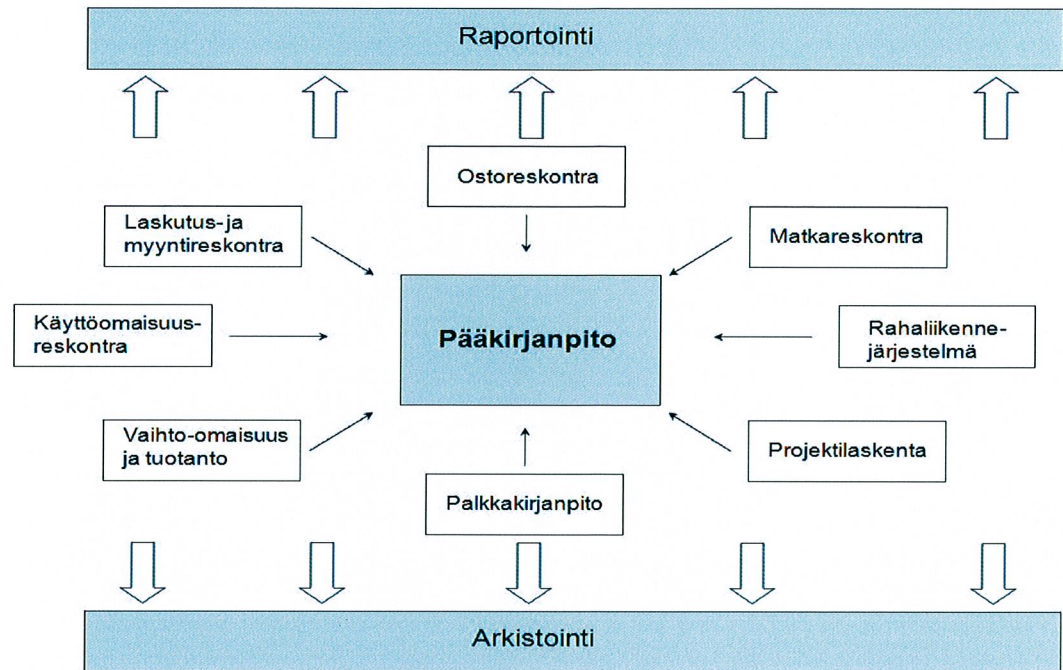 Raportointi
Ostoreskontra
Laskutus-ja
myyntireskontra
Matkareskontra
Käyttöomaisuus-
reskontra
Pääkirjanpito
Rahaliikenne-
järjestelmä
Vaihto-omaisuus
ja tuotanto
Projektilaskenta
Palkkakirjanpito
Arkistointi